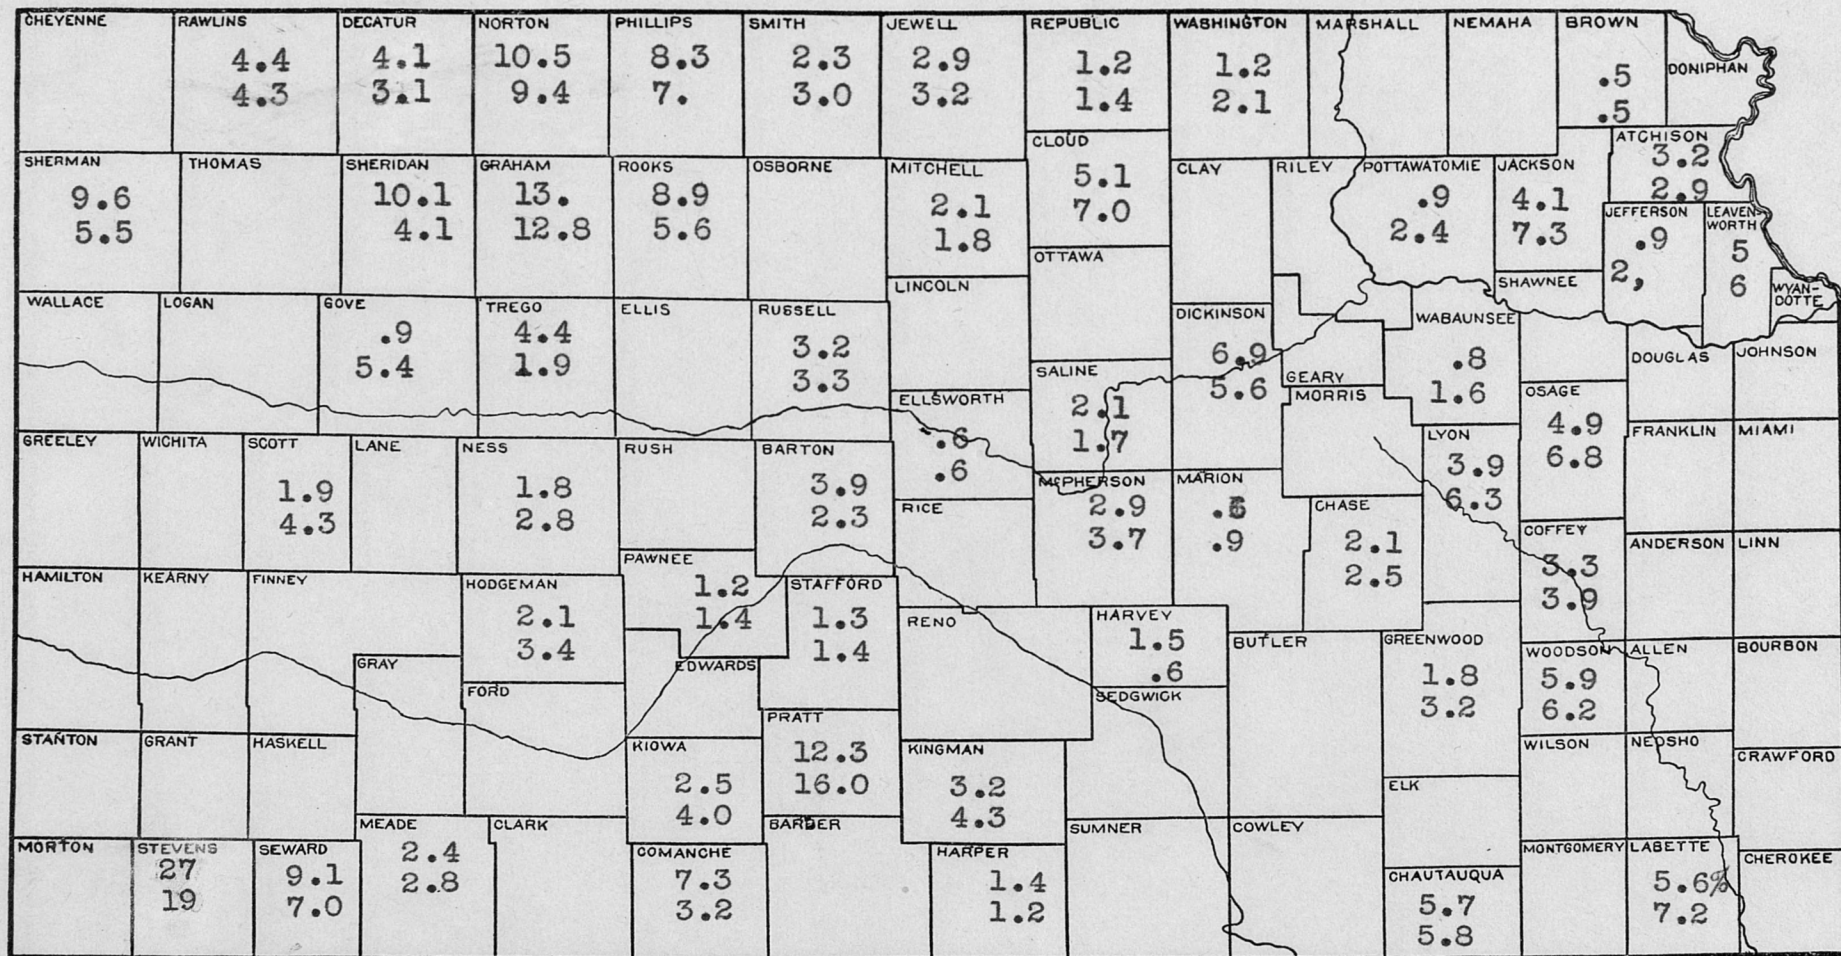 CHEYENNE
RAWLINS
4.4
4.3
DECATUR
4.1
3.1
NORTON
10.5
9.4
PHILLIPS
8.3
7.
SMITH
2.3
3.0
JEWELL
2.9
3.2
REPUBLIC
1.2
1.4
WASHINGTON
1.2
2.1
MARSHALL
NEMAHA
BROWN
.5
.5
DONIPHAN
SHERMAN
9.6
5.5
THOMAS
SHERIDAN
10.1
4.1
GRAHAM
13.
12.8
ROOKS
8.9
5.6
OSBORNE
MITCHELL
2.1
1.8
CLOUD
5.1
7.0
CLAY
RILEY
POTTAWATOMIE
.9
2.4
JACKSON
4.1
7.3
ATCHISON
3.2
2.9
JEFFERSON
.9
2,
LEAVEN-
WORTH
5
6
WYAN-
DOTTE
WALLACE
LOGAN
GOVE
.9
5.4
TREGO
4.4
1.9
ELLIS
RUSSELL
3.2
3.3
LINCOLN
OTTAWA
DICKINSON
6.9
5.6
GEARY
WABAUNSEE
.8
1.6
SHAWNEE
DOUGLAS
JOHNSON
GREELEY
WICHITA
SCOTT
1.9
4.3
LANE
NESS
1.8
2.8
RUSH
BARTON
3.9
2.3
ELLSWORTH
.6
.6
SALINE
2.1
1.7
MORRIS
LYON
3.9
6.3
OSAGE
4.9
6.8
FRANKLIN
MIAMI
RICE
McPHERSON
2.9
3.7
MARION
.9
CHASE
2.1
2.5
COFFEY
3.3
3.9
ANDERSON
LINN
HAMILTON
KEARNY
FINNEY
HODGEMAN
2.1
3.4
PAWNEE
1.2
1.4
STAFFORD
1.3
1.4
RENO
HARVEY
1.5
.6
BUTLER
GREENWOOD
1.8
3.2
WOODSON
5.9
6.2
ALLEN
BOURBON
GRAY
FORD
EDWARDS
SEDGWICK
STANTON
GRANT
HASKELL
KIOWA
2.5
4.0
PRATT
12.3
16.0
KINGMAN
3.2
4.3
ELK
WILSON
NEOSHO
CRAWFORD
MORTON
STEVENS
27
19
SEWARD
9.1
7.0
MEADE
2.4
2.8
CLARK
COMANCHE
7.3
3.2
BARBER
HARPER
1.4
1.2
SUMNER
COWLEY
CHAUTAUQUA
5.7
5.8
MONTGOMERY
LABETTE
5.6%
7.2
CHEROKEE